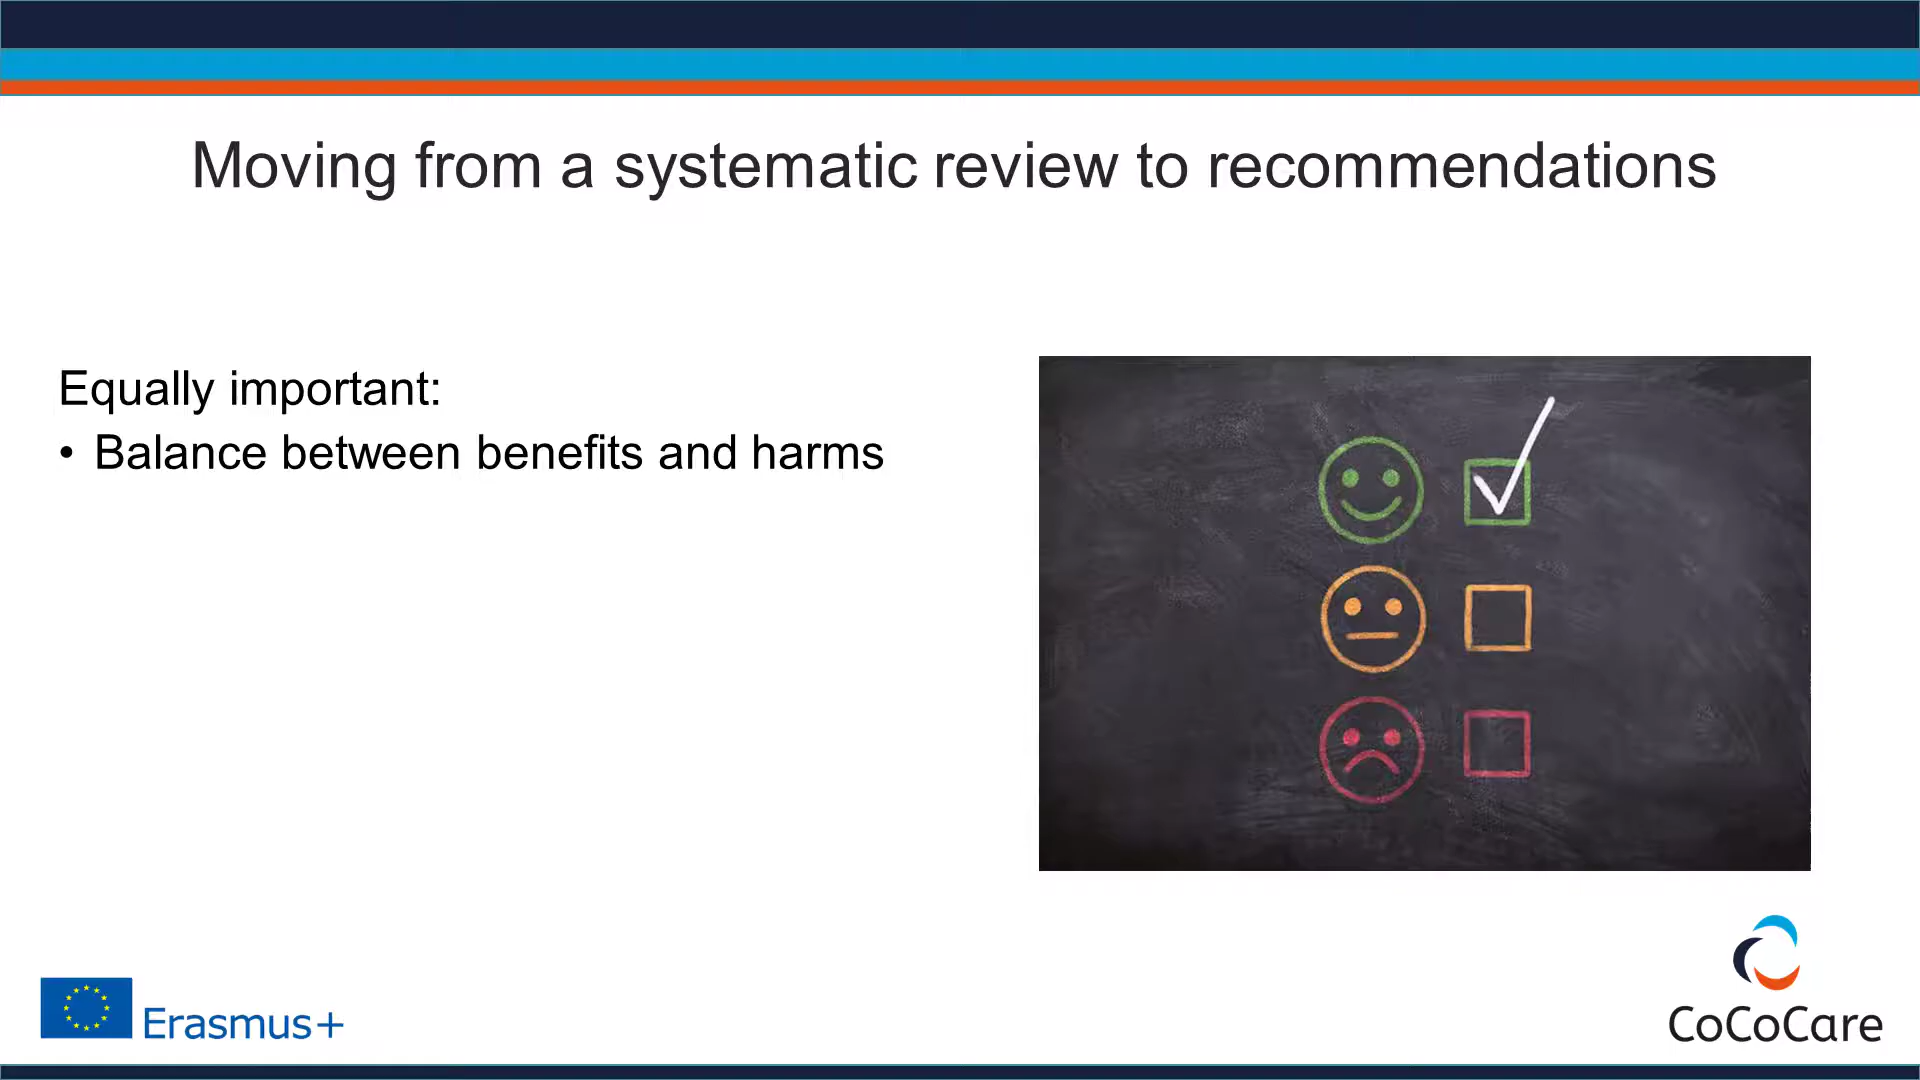 Moving from a systematic review to recommendations
Equally important:
• Balance between benefits and harms
Erasmus+
CoCoCare